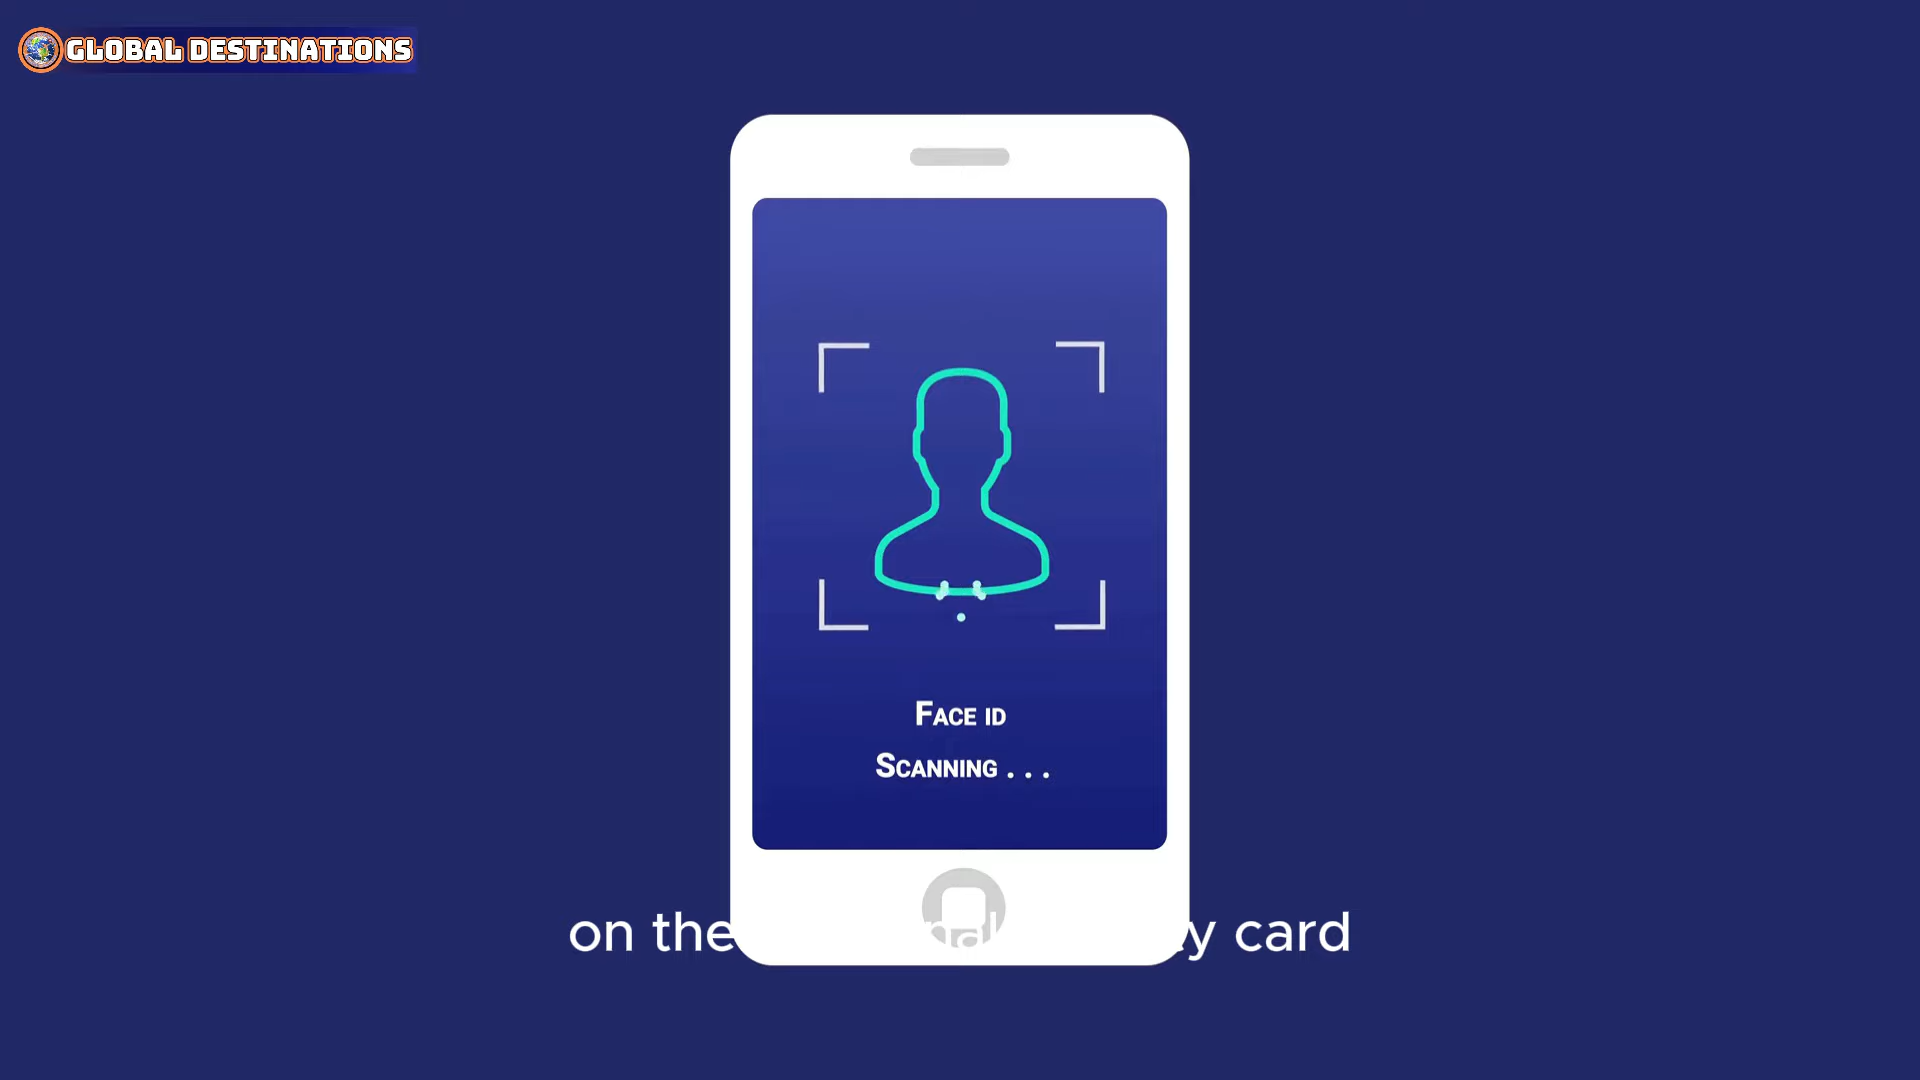 GLOBAL DESTINATIONS
FACE ID
SCANNING . . .
on the card